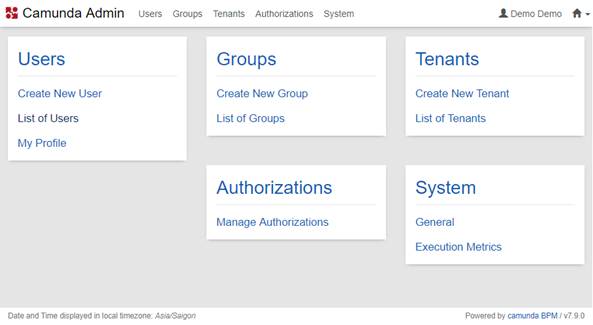 Camunda Admin Users Groups Tenants Authorizations System Demo Demo
Users
Create New User
List of Users
My Profile
Groups
Create New Group
List of Groups
Tenants
Create New Tenant
List of Tenants
Authorizations
Manage Authorizations
System
General
Execution Metrics
Date and Time displayed in local timezone: Asia/Saigon Powered by camunda BPM / v7.9.0